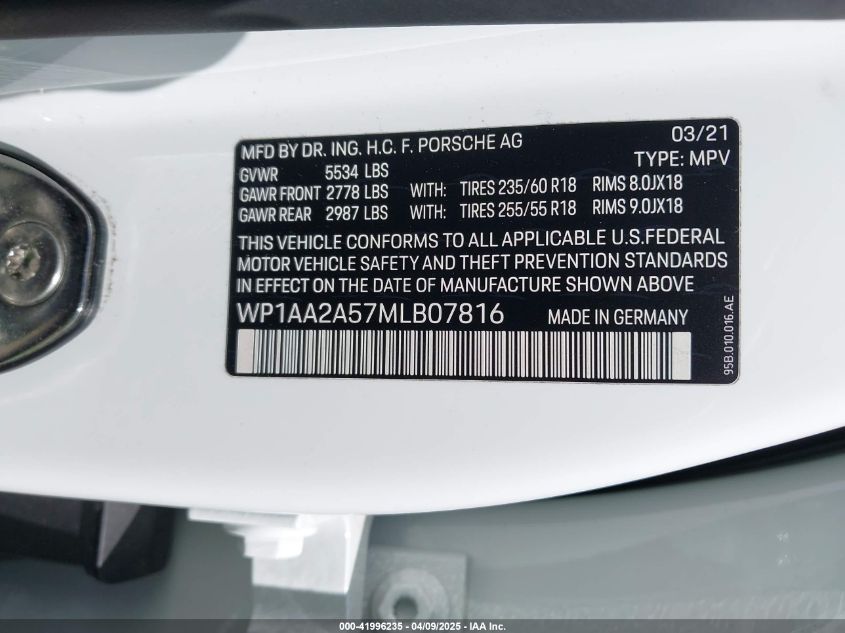 MFD BY DR. ING. H.C. F. PORSCHE AG 03/21
GVWR 5534 LBS TYPE: MPV
GAWR FRONT 2778 LBS WITH: TIRES 235/60 R18 RIMS 8.0JX18
GAWR REAR 2987 LBS WITH: TIRES 255/55 R18 RIMS 9.0JX18
THIS VEHICLE CONFORMS TO ALL APPLICABLE U.S.FEDERAL
MOTOR VEHICLE SAFETY AND THEFT PREVENTION STANDARDS
IN EFFECT ON THE DATE OF MANUFACTURE SHOWN ABOVE
WP1AA2A57MLB07816 MADE IN GERMANY
95B.010.016.AE
000-41996235 - 04/09/2025 - IAA Inc.